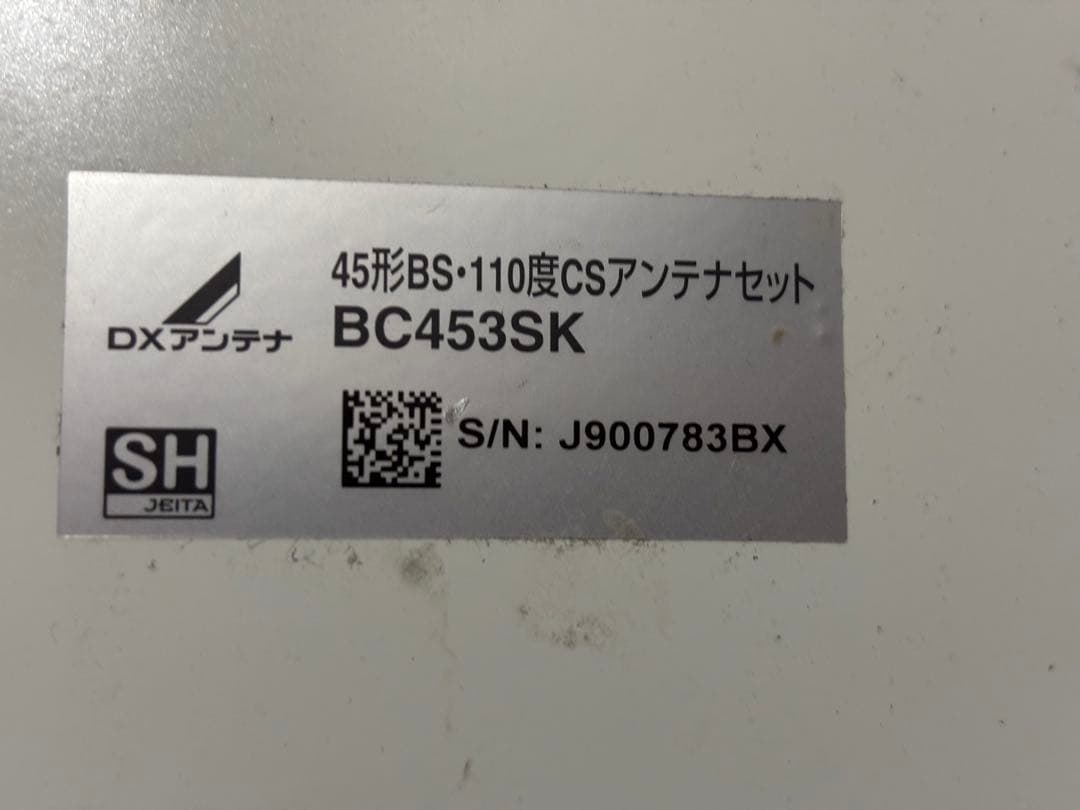 45形BS・110度CSアンテナセット
DXアンテナ
BC453SK
S/N: J900783BX
SH
JEITA